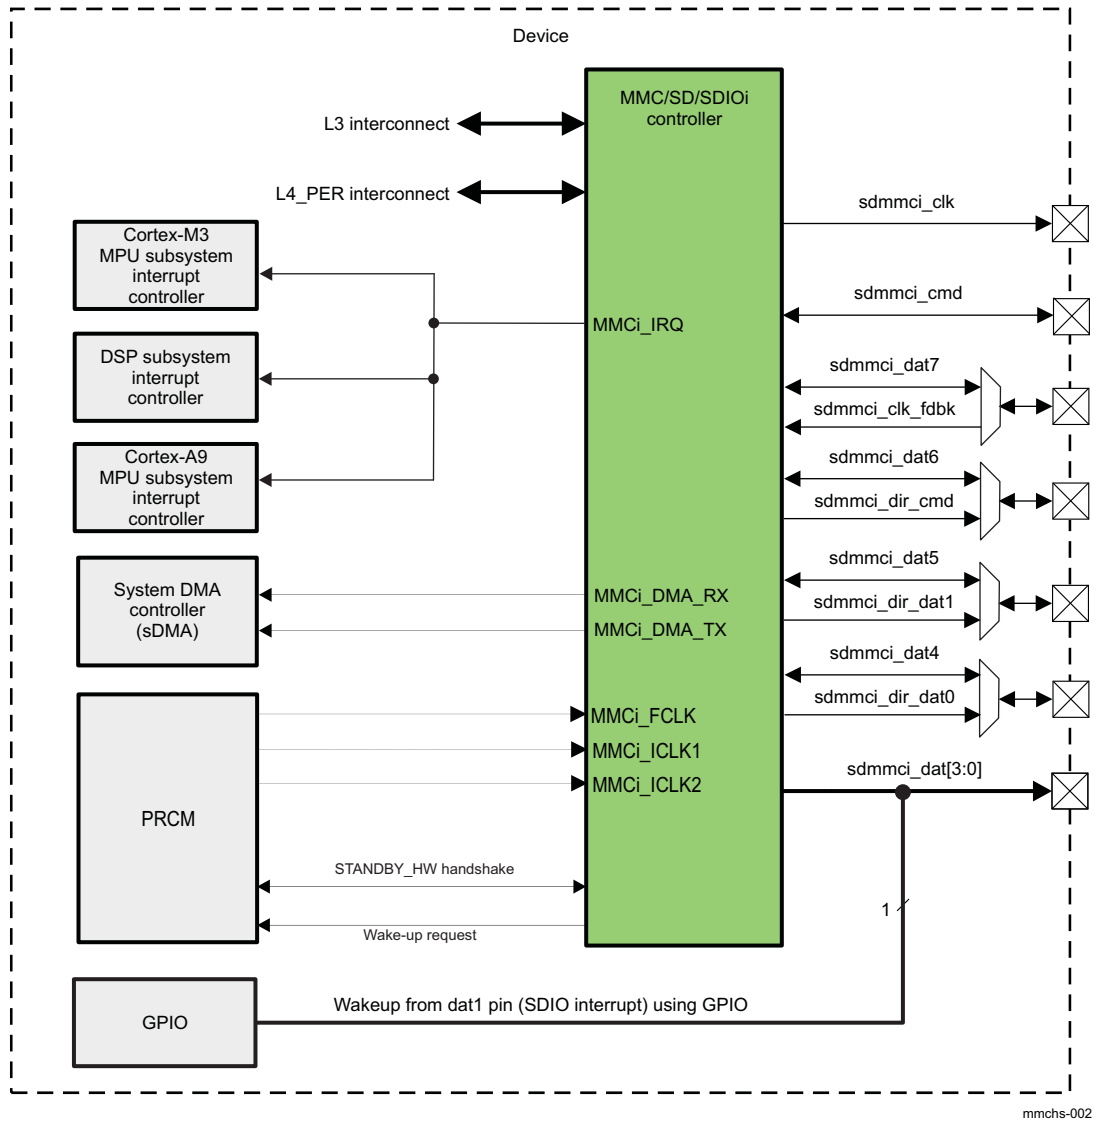 Device
MMC/SD/SDIOi
controller
L3 interconnect
L4_PER interconnect
Cortex-M3
MPU subsystem
interrupt
controller
DSP subsystem
interrupt
controller
Cortex-A9
MPU subsystem
interrupt
controller
MMCi_IRQ
System DMA
controller
(sDMA)
MMCi_DMA_RX
MMCi_DMA_TX
PRCM
MMCi_FCLK
MMCi_ICLK1
MMCi_ICLK2
STANDBY_HW handshake
Wake-up request
GPIO
Wakeup from dat1 pin (SDIO interrupt) using GPIO
sdmmci_clk
sdmmci_cmd
sdmmci_dat7
sdmmci_clk_fdbk
sdmmci_dat6
sdmmci_dir_cmd
sdmmci_dat5
sdmmci_dir_dat1
sdmmci_dat4
sdmmci_dir_dat0
sdmmci_dat[3:0]
1
mmchs-002